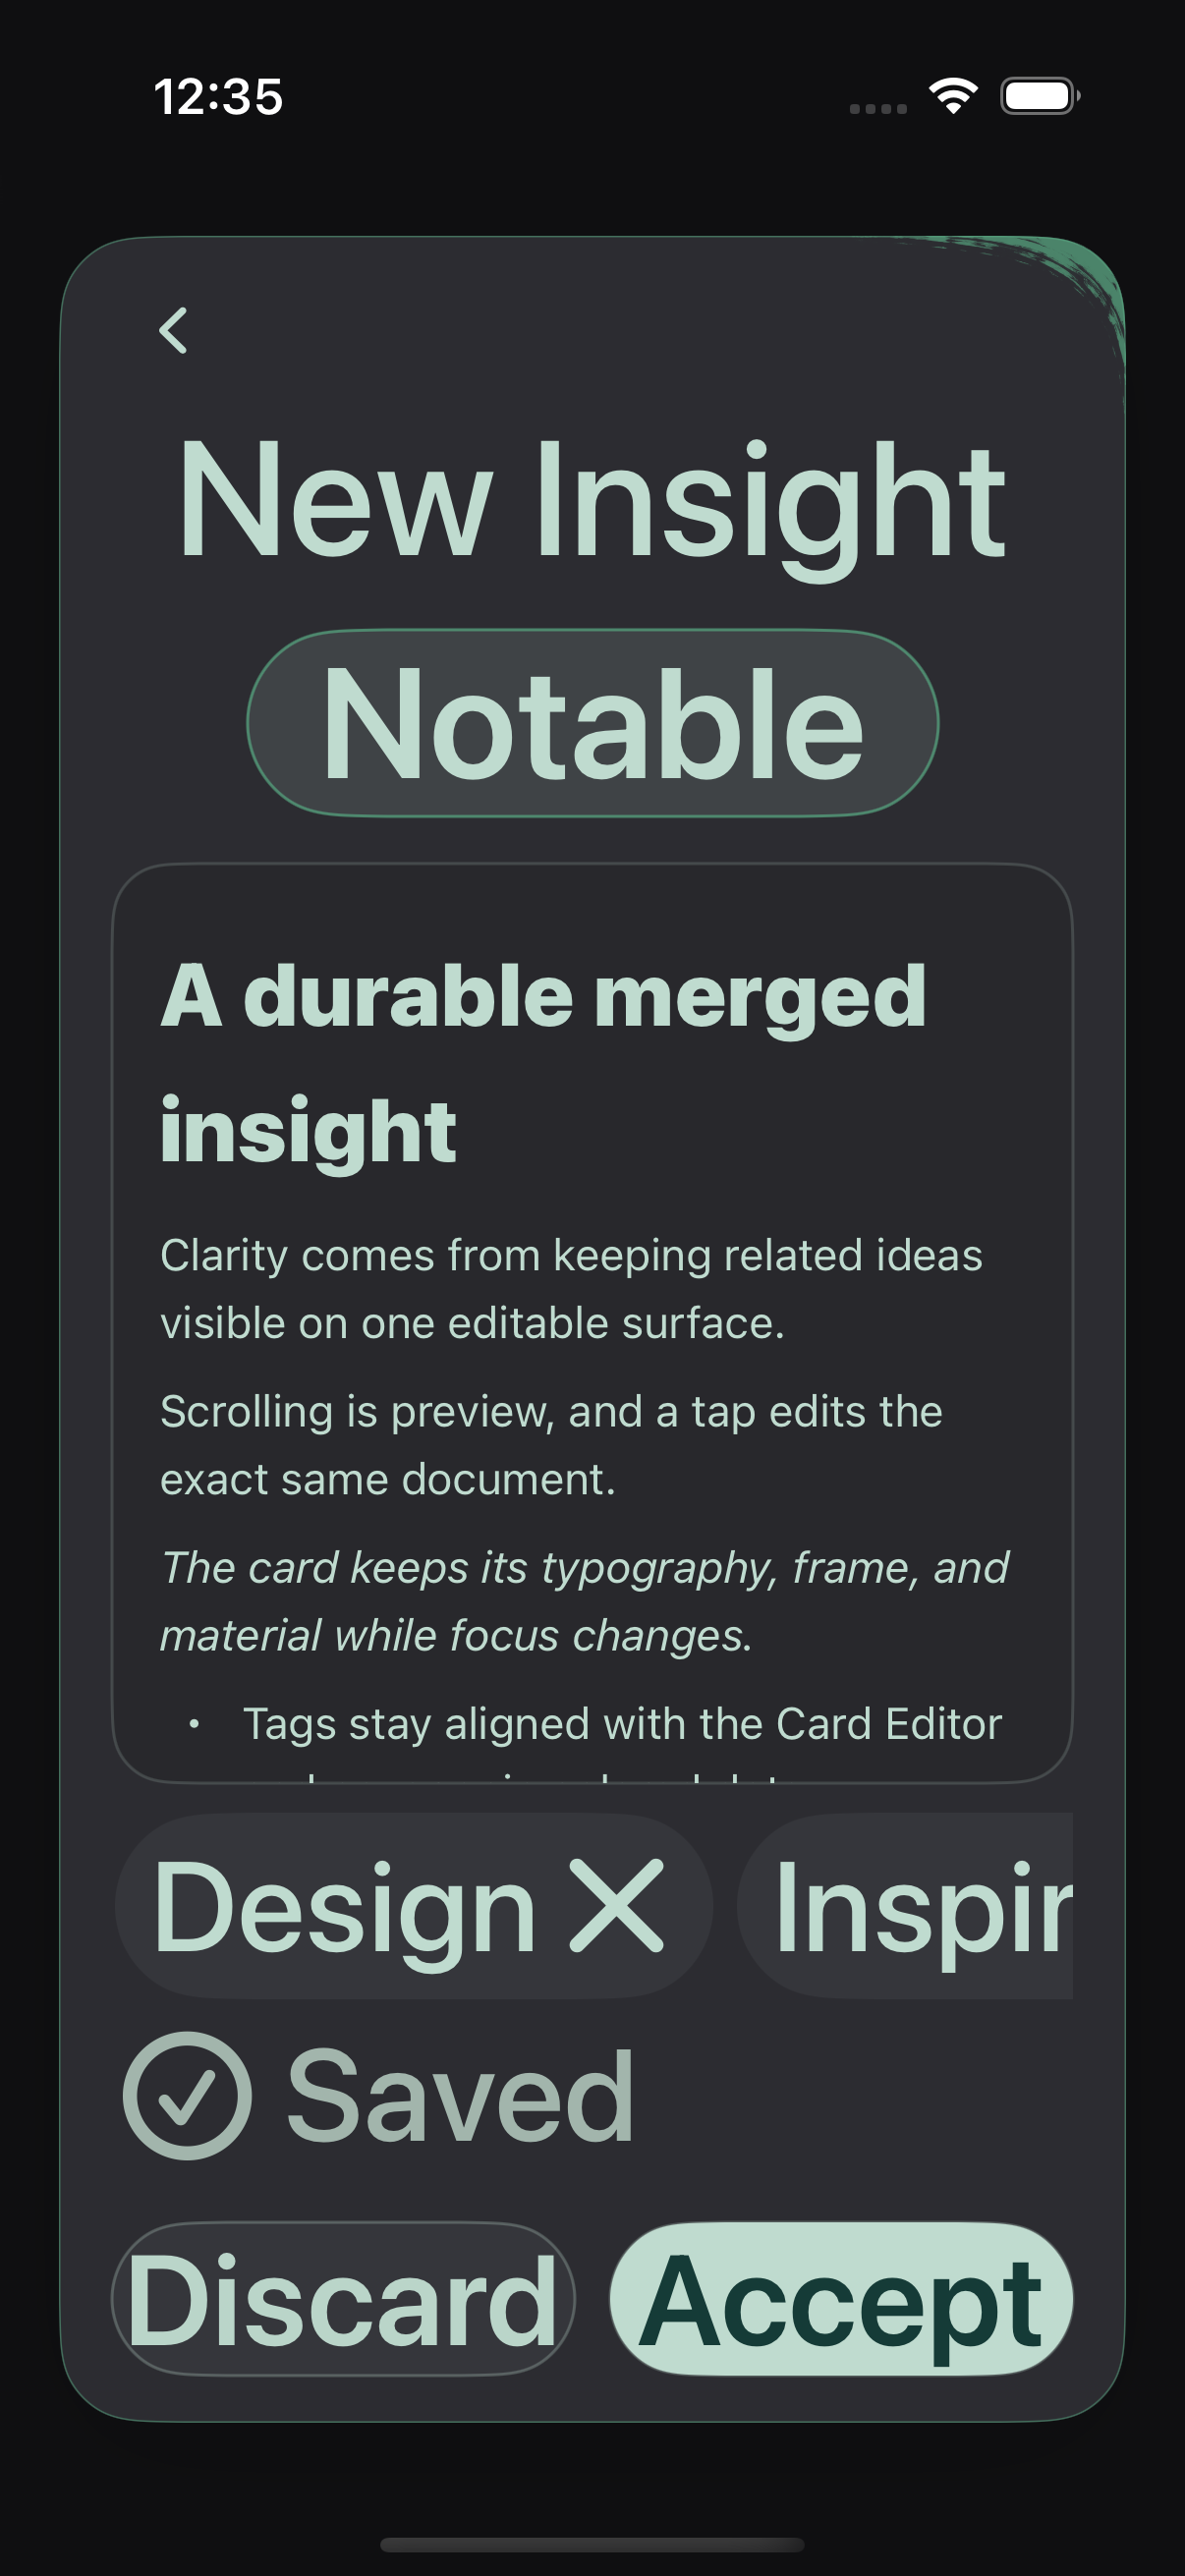 12:35
New Insight
Notable
A durable merged
insight
Clarity comes from keeping related ideas
visible on one editable surface.
Scrolling is preview, and a tap edits the
exact same document.
The card keeps its typography, frame, and
material while focus changes.
• Tags stay aligned with the Card Editor
Design
Saved
Discard Accept